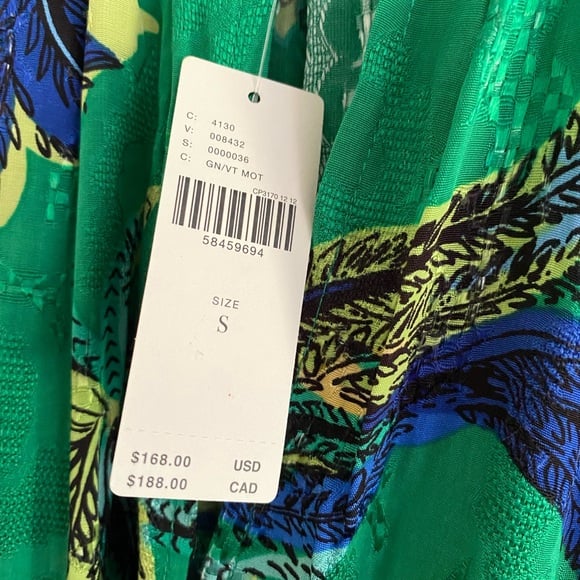 C: 4130
V: 008432
S: 0000036
C: GN/VT MOT
CP3170 12 12
58459694
SIZE
S
$168.00 USD
$188.00 CAD